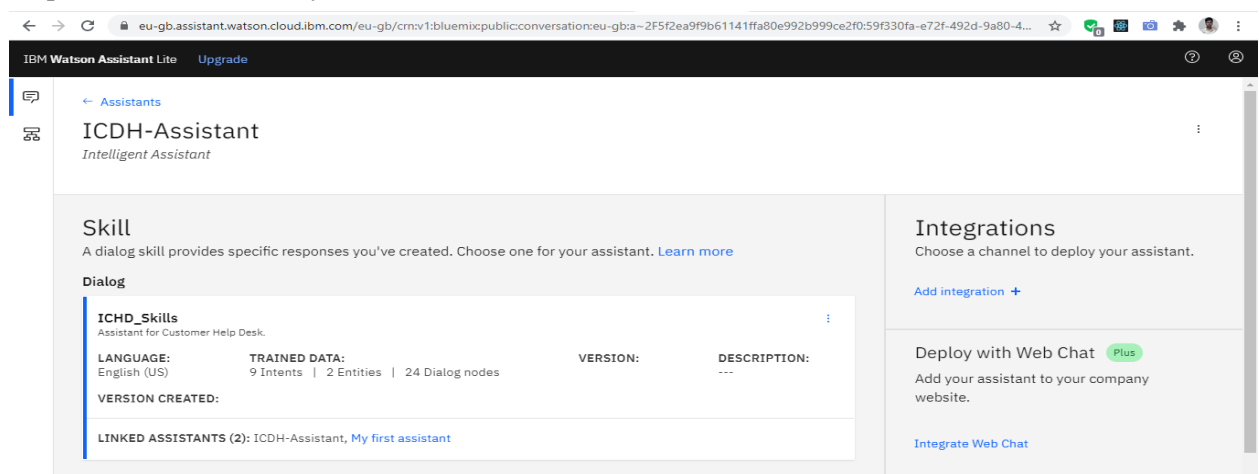 eu-gb.assistant.watson.cloud.ibm.com/eu-gb/crn:v1:bluemix:public:conversation:eu-gb:a~2F5f2ea9f9b61141ffa80e992b999ce2f0:59f330fa-e72f-492d-9a80-4...
0
IBM Watson Assistant Lite Upgrade
← Assistants
ICDH-Assistant
Intelligent Assistant
Skill
A dialog skill provides specific responses you've created. Choose one for your assistant. Learn more
Dialog
ICHD_Skills
Assistant for Customer Help Desk.
LANGUAGE: TRAINED DATA: VERSION: DESCRIPTION:
English (US) 9 Intents | 2 Entities | 24 Dialog nodes ---
VERSION CREATED:
LINKED ASSISTANTS (2): ICDH-Assistant, My first assistant
Integrations
Choose a channel to deploy your assistant.
Add integration +
Deploy with Web Chat Plus
Add your assistant to your company
website.
Integrate Web Chat